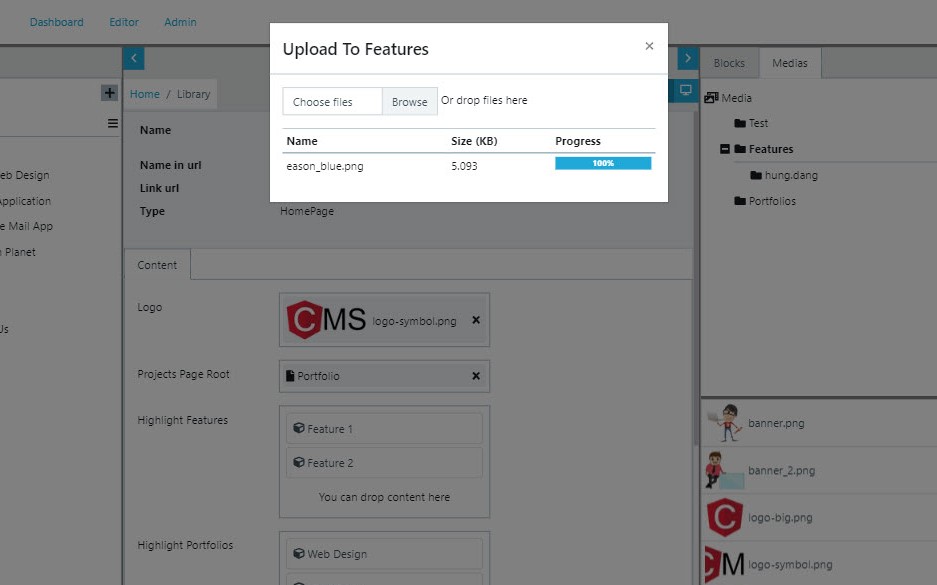 Dashboard Editor Admin
Upload To Features ×
Choose files Browse Or drop files here
Name Size (KB) Progress
eason_blue.png 5.093 100%
Home / Library
Name
Name in url
Link url
Type HomePage
eb Design
pplication
e Mail App
Planet
Us
Content
Logo
CMS logo-symbol.png
Projects Page Root
Portfolio
Highlight Features
Feature 1
Feature 2
You can drop content here
Highlight Portfolios
Web Design
Blocks Medias
Media
Test
Features
hung.dang
Portfolios
banner.png
banner_2.png
C logo-big.png
CM logo-symbol.png